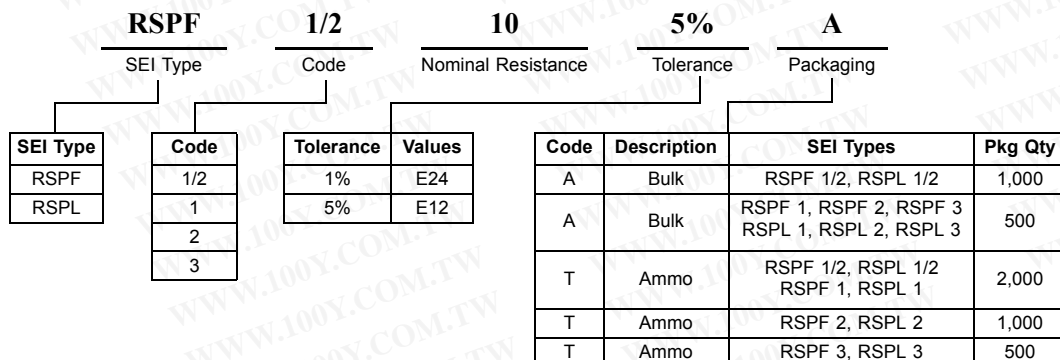 RSPF 1/2 10 5% A
SEI Type Code Nominal Resistance Tolerance Packaging
SEI Type
RSPF
RSPL
Code
1/2
1
2
3
Tolerance Values
1% E24
5% E12
Code Description SEI Types Pkg Qty
A Bulk RSPF 1/2, RSPL 1/2 1,000
A Bulk RSPF 1, RSPF 2, RSPF 3
RSPL 1, RSPL 2, RSPL 3 500
T Ammo RSPF 1/2, RSPL 1/2
RSPF 1, RSPL 1 2,000
T Ammo RSPF 2, RSPL 2 1,000
T Ammo RSPF 3, RSPL 3 500
WWW.100Y.COM.TW